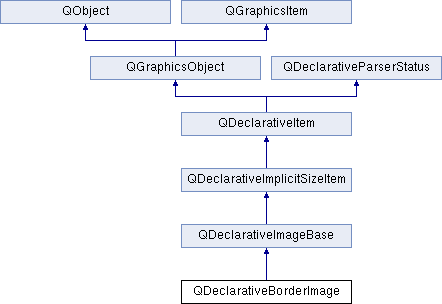 QObject
QGraphicsItem
QGraphicsObject
QDeclarativeParserStatus
QDeclarativeItem
QDeclarativeImplicitSizeItem
QDeclarativeImageBase
QDeclarativeBorderImage